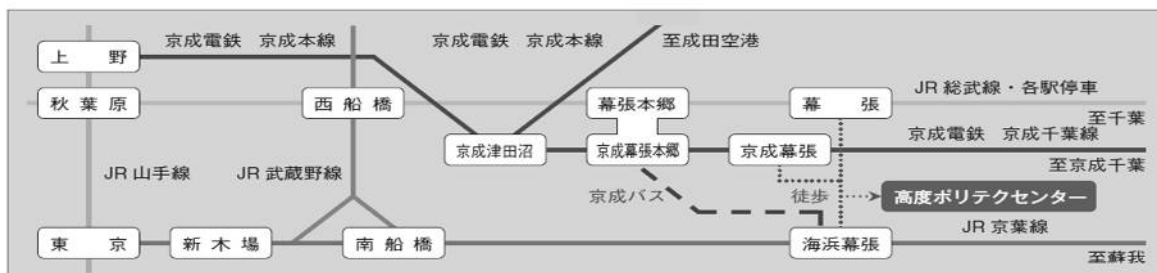 京成電鉄　京成本線
京成電鉄　京成本線
至成田空港
上野
秋葉原
西船橋
幕張本郷
幕張
JR 総武線・各駅停車
至千葉
京成津田沼
京成幕張本郷
京成幕張
京成電鉄　京成千葉線
至京成千葉
JR 山手線
JR 武蔵野線
京成バス
徒歩
高度ポリテクセンター
JR 京葉線
東京
新木場
南船橋
海浜幕張
至蘇我